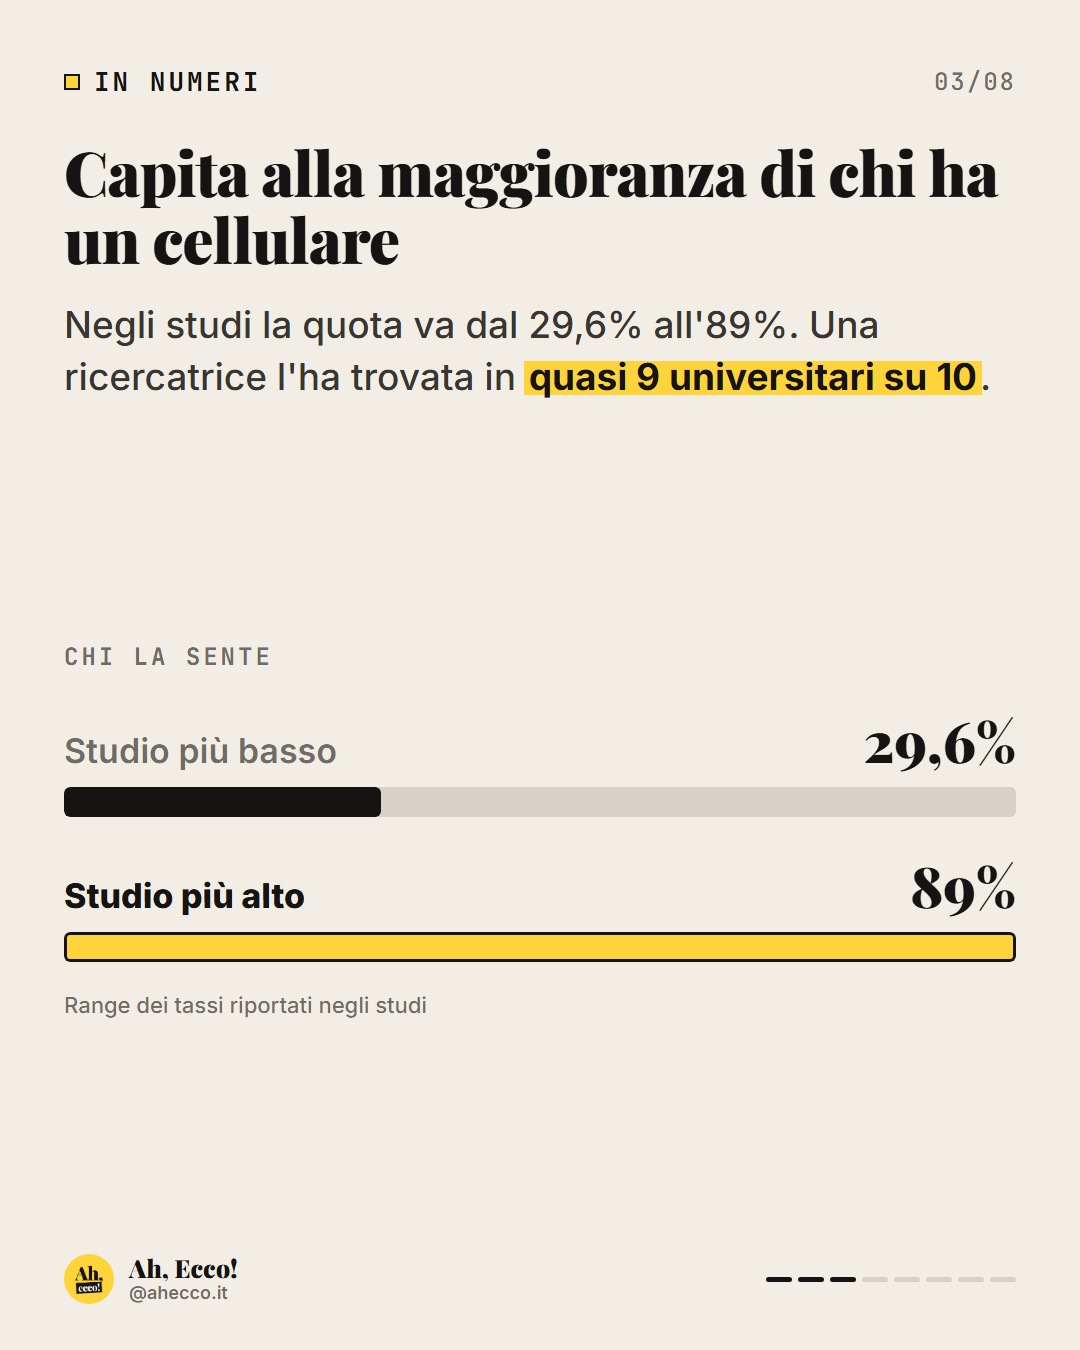 IN NUMERI
03/08
Capita alla maggioranza di chi ha
un cellulare
Negli studi la quota va dal 29,6% all'89%. Una
ricercatrice l'ha trovata in quasi 9 universitari su 10.
CHI LA SENTE
Studio più basso
29,6%
Studio più alto
89%
Range dei tassi riportati negli studi
Ah,
ecco!
Ah, Ecco!
@ahecco.it